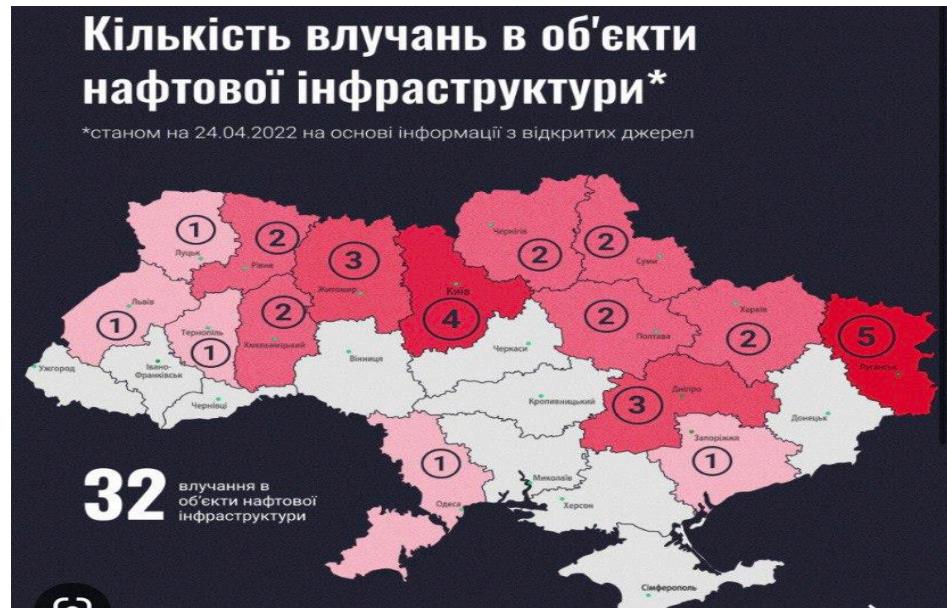 Кількість влучань в об'єкти
нафтової інфраструктури*
*станом на 24.04.2022 на основі інформації з відкритих джерел
1
Луцьк
2
Рівне
3
Житомир
Київ
4
Чернігів
2
2
Суми
Львів
1
Тернопіль
1
2
Хмельницький
2
Полтава
Харків
2
5
Луганськ
Ужгород
Івано-
Франківськ
Чернівці
Вінниця
Черкаси
Кропивницький
Дніпро
3
Донецьк
Запоріжжя
1
1
Одеса
Миколаїв
Херсон
Сімферополь
32
влучання в
об'єкти нафтової
інфраструктури